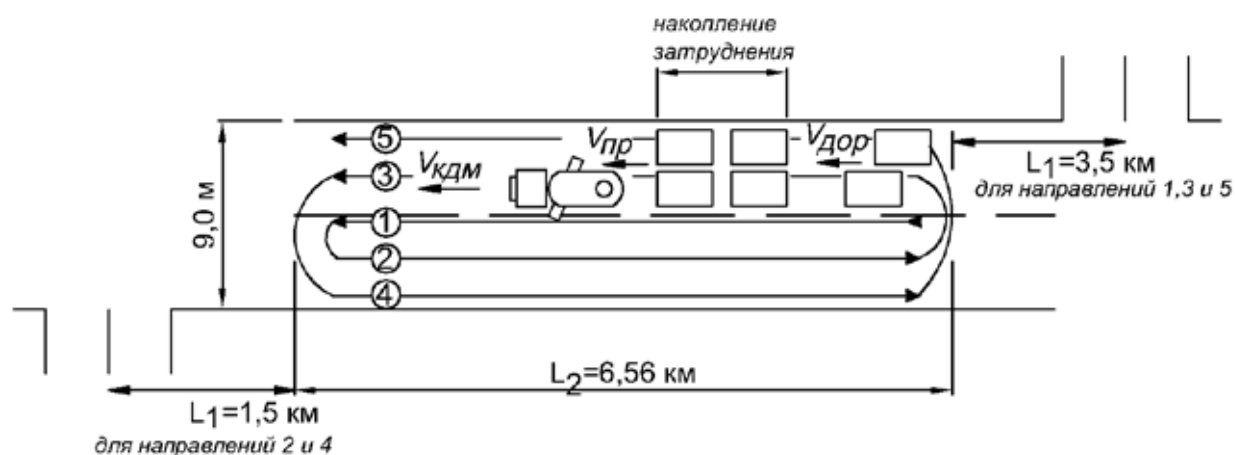 накопление
затруднения
5
Vпр
Vдор
3
Vкдм
L1=3,5 км
для направлений 1,3 и 5
9,0 м
1
2
4
L2=6,56 км
L1=1,5 км
для направлений 2 и 4